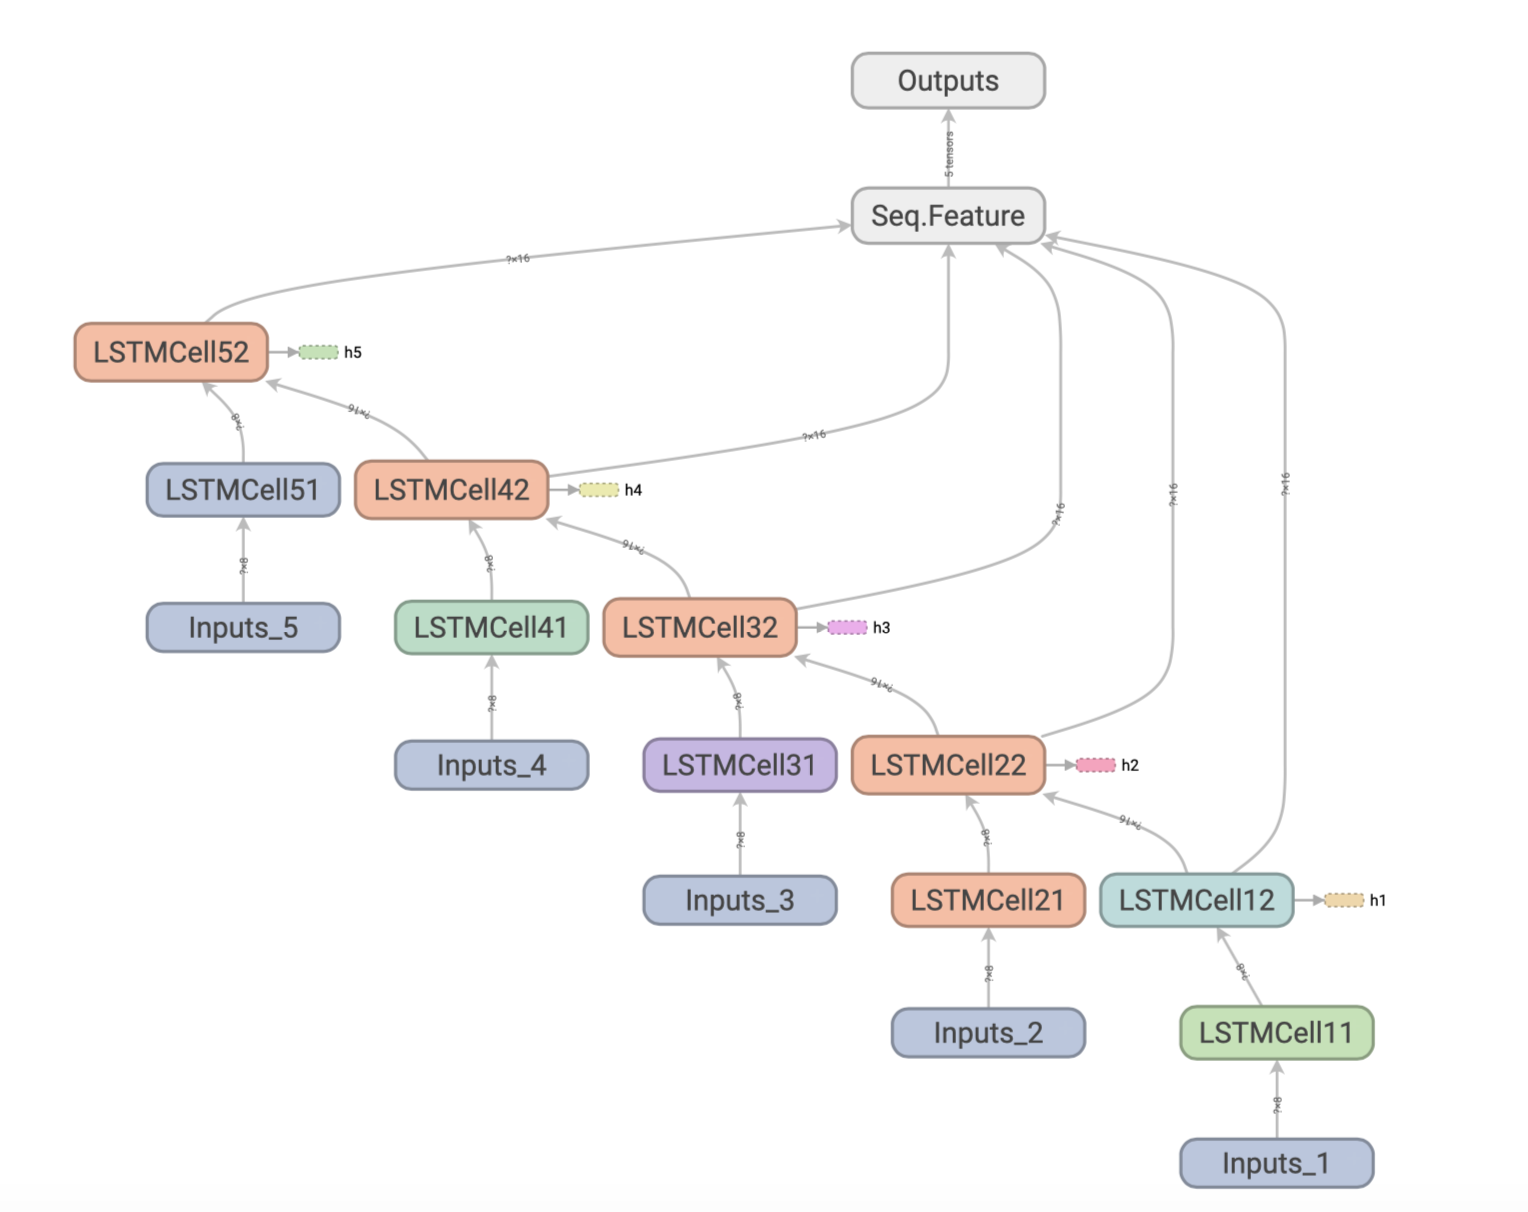 Outputs
5 tensors
Seq.Feature
?×16
LSTMCell52
h5
?×8
?×16
?×16
LSTMCell51
LSTMCell42
h4
?×8
?×8
?×16
?×16
?×16
?×16
Inputs_5
LSTMCell41
LSTMCell32
h3
?×8
?×8
?×16
Inputs_4
LSTMCell31
LSTMCell22
h2
?×8
?×8
?×16
Inputs_3
LSTMCell21
LSTMCell12
h1
?×8
?×8
Inputs_2
LSTMCell11
?×8
Inputs_1